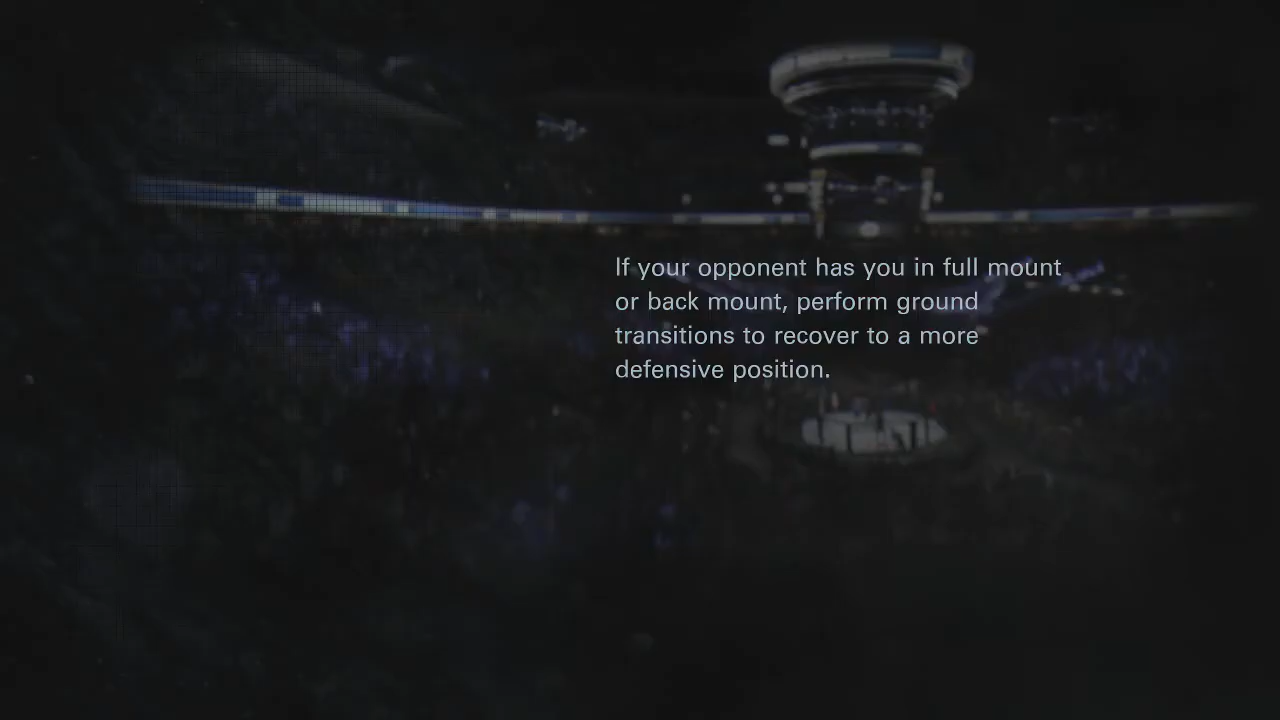 If your opponent has you in full mount
or back mount, perform ground
transitions to recover to a more
defensive position.